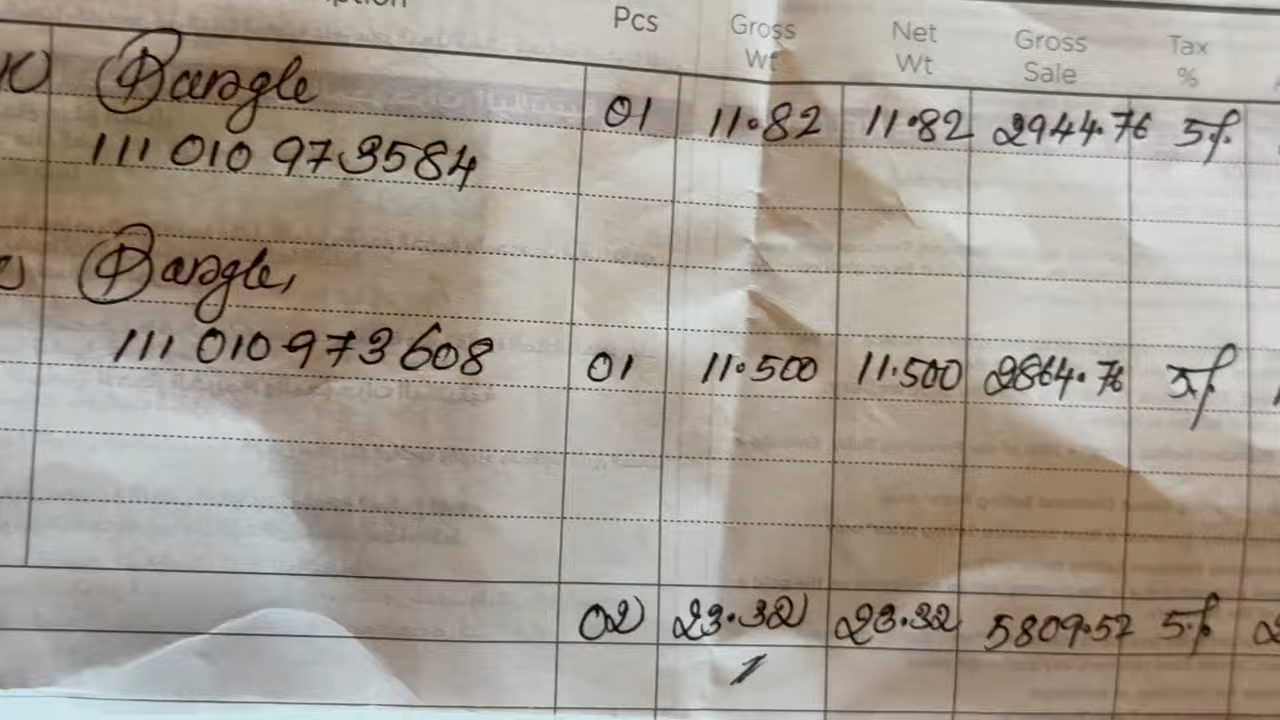 Pcs Gross Wt Net Wt Gross Sale Tax %
Bangle 01 11.82 11.82 2944.76 5%
111 010 973584
Bangle,
111 010 973 608 01 11.500 11.500 2864.76 5%
02 23.32 23.32 5809.52 5%